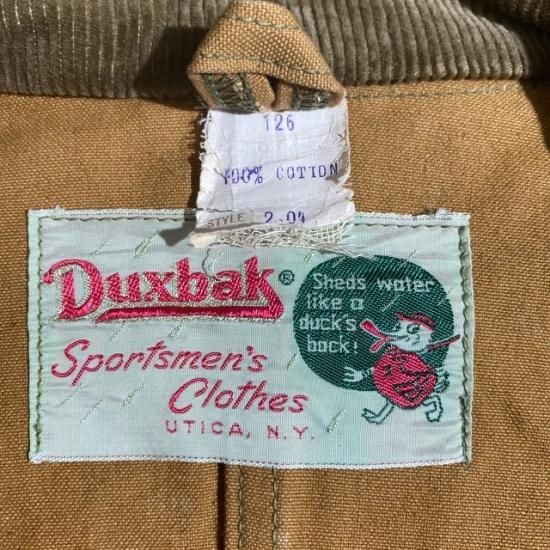 126
100% COTTON
STYLE 2.04
Duxbak®
Sheds water
like a
duck's
back!
Sportsmen's
Clothes
UTICA, N.Y.